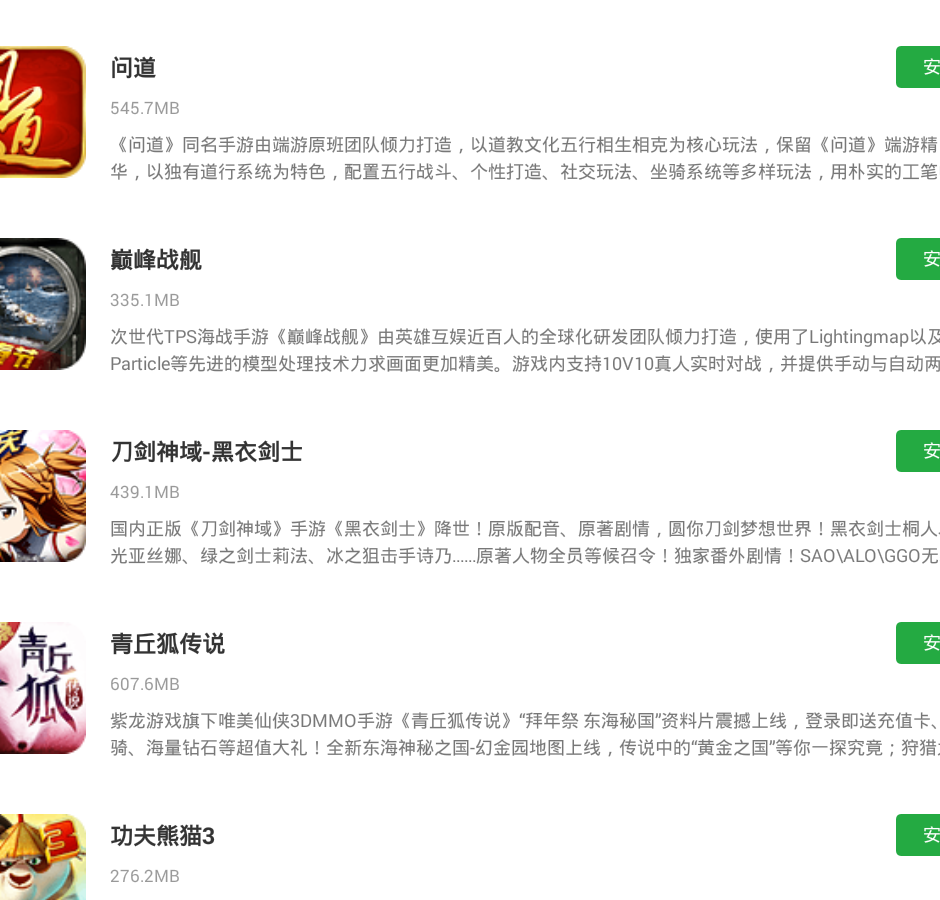 问道
安
545.7MB
《问道》同名手游由端游原班团队倾力打造，以道教文化五行相生相克为核心玩法，保留《问道》端游精
华，以独有道行系统为特色，配置五行战斗、个性打造、社交玩法、坐骑系统等多样玩法，用朴实的工笔
巅峰战舰
安
335.1MB
次世代TPS海战手游《巅峰战舰》由英雄互娱近百人的全球化研发团队倾力打造，使用了Lightingmap以及
Particle等先进的模型处理技术力求画面更加精美。游戏内支持10V10真人实时对战，并提供手动与自动两
刀剑神域-黑衣剑士
安
439.1MB
国内正版《刀剑神域》手游《黑衣剑士》降世！原版配音、原著剧情，圆你刀剑梦想世界！黑衣剑士桐人
光亚丝娜、绿之剑士莉法、冰之狙击手诗乃......原著人物全员等候召令！独家番外剧情！SAO\ALO\GGO无
青丘狐传说
青丘狐传说
安
607.6MB
紫龙游戏旗下唯美仙侠3DMMO手游《青丘狐传说》“拜年祭 东海秘国”资料片震撼上线，登录即送充值卡、
骑、海量钻石等超值大礼！全新东海神秘之国-幻金园地图上线，传说中的“黄金之国”等你一探究竟；狩猎
3
功夫熊猫3
安
276.2MB